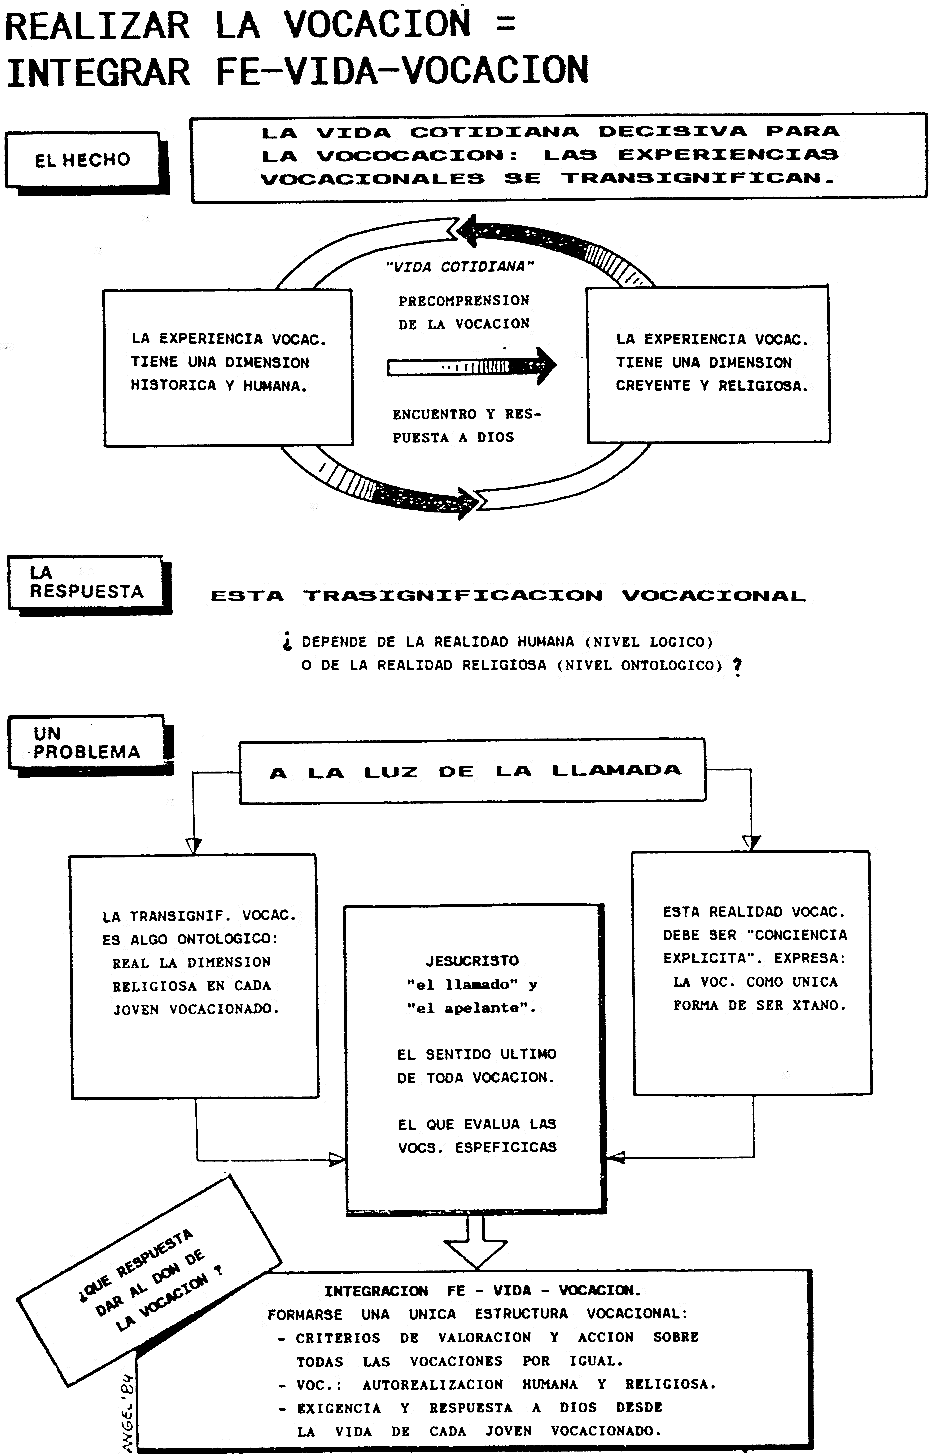 REALIZAR LA VOCACION =
INTEGRAR FE-VIDA-VOCACION
EL HECHO
LA VIDA COTIDIANA DECISIVA PARA
LA VOCOCACION: LAS EXPERIENCIAS
VOCACIONALES SE TRANSIGNIFICAN.
"VIDA COTIDIANA"
PRECOMPRENSION
DE LA VOCACION
LA EXPERIENCIA VOCAC.
TIENE UNA DIMENSION
HISTORICA Y HUMANA.
LA EXPERIENCIA VOCAC.
TIENE UNA DIMENSION
CREYENTE Y RELIGIOSA.
ENCUENTRO Y RES-
PUESTA A DIOS
LA
RESPUESTA
ESTA TRASIGNIFICACION VOCACIONAL
¿ DEPENDE DE LA REALIDAD HUMANA (NIVEL LOGICO)
O DE LA REALIDAD RELIGIOSA (NIVEL ONTOLOGICO) ?
UN
PROBLEMA
A LA LUZ DE LA LLAMADA
LA TRANSIGNIF. VOCAC.
ES ALGO ONTOLOGICO:
REAL LA DIMENSION
RELIGIOSA EN CADA
JOVEN VOCACIONADO.
JESUCRISTO
"el llamado" y
"el apelante".
EL SENTIDO ULTIMO
DE TODA VOCACION.
EL QUE EVALUA LAS
VOCS. ESPEFICICAS
ESTA REALIDAD VOCAC.
DEBE SER "CONCIENCIA
EXPLICITA". EXPRESA:
LA VOC. COMO UNICA
FORMA DE SER XTANO.
¿QUE RESPUESTA
DAR AL DON DE
LA VOCACION ?
INTEGRACION FE - VIDA - VOCACION.
FORMARSE UNA UNICA ESTRUCTURA VOCACIONAL:
- CRITERIOS DE VALORACION Y ACCION SOBRE
TODAS LAS VOCACIONES POR IGUAL.
- VOC.: AUTOREALIZACION HUMANA Y RELIGIOSA.
- EXIGENCIA Y RESPUESTA A DIOS DESDE
LA VIDA DE CADA JOVEN VOCACIONADO.
ANGEL'84